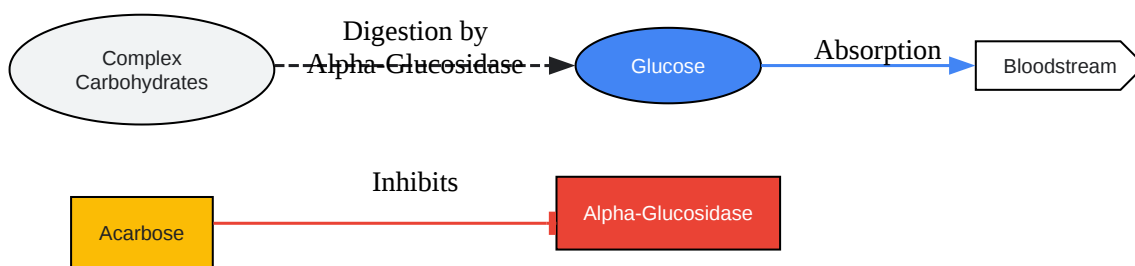 Complex
Carbohydrates
Digestion by
Alpha-Glucosidase
Glucose
Absorption
Bloodstream
Inhibits
Acarbose
Alpha-Glucosidase